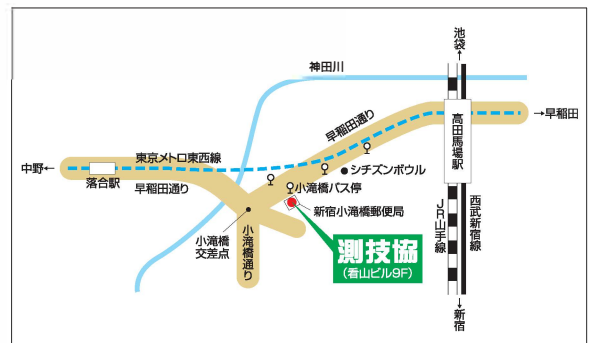 池袋
神田川
早稲田通り
→早稲田
高田馬場駅
東京メトロ東西線
中野←
落合駅
早稲田通り
シチズンボウル
小滝橋バス停
新宿小滝橋郵便局
小滝橋
交差点
小滝橋通り
測技協
(看山ビル9F)
JR山手線
西武新宿線
新宿